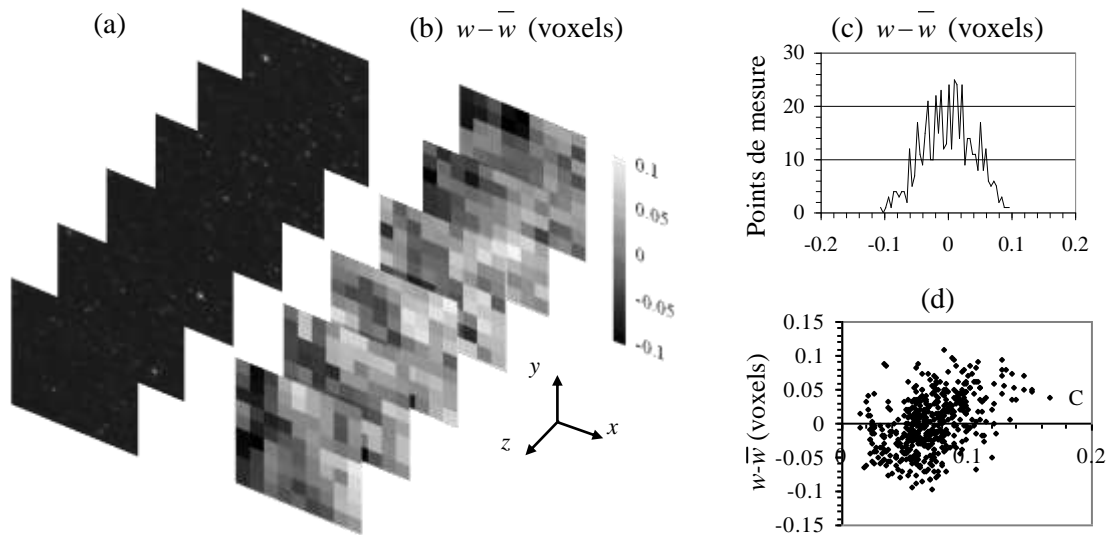 (a)
(b) w – w̅ (voxels)
0.1
0.05
0
-0.05
-0.1
y
x
z
(c) w – w̅ (voxels)
Points de mesure
30
20
10
0
-0.2
-0.1
0
0.1
0.2
(d)
w-w̅ (voxels)
0.15
0.1
0.05
0
-0.05
-0.1
-0.15
0
0.1
0.2
C